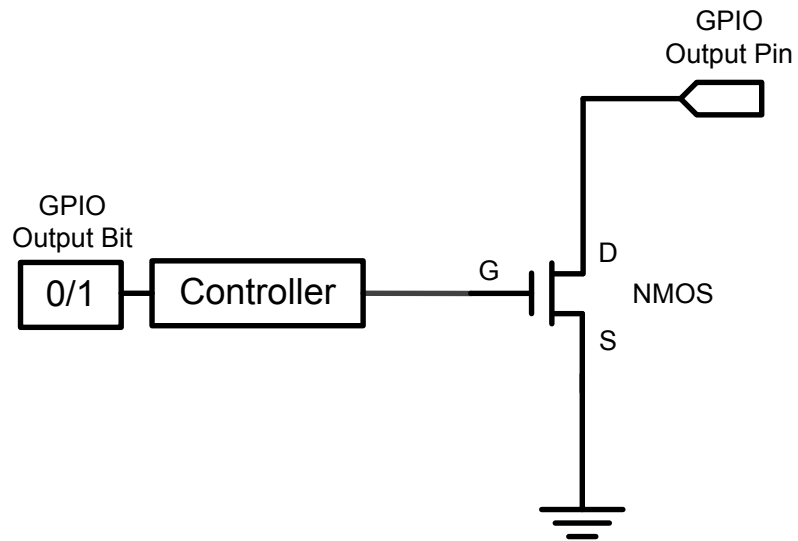 GPIO
Output Pin
GPIO
Output Bit
0/1
Controller
G
D
NMOS
S